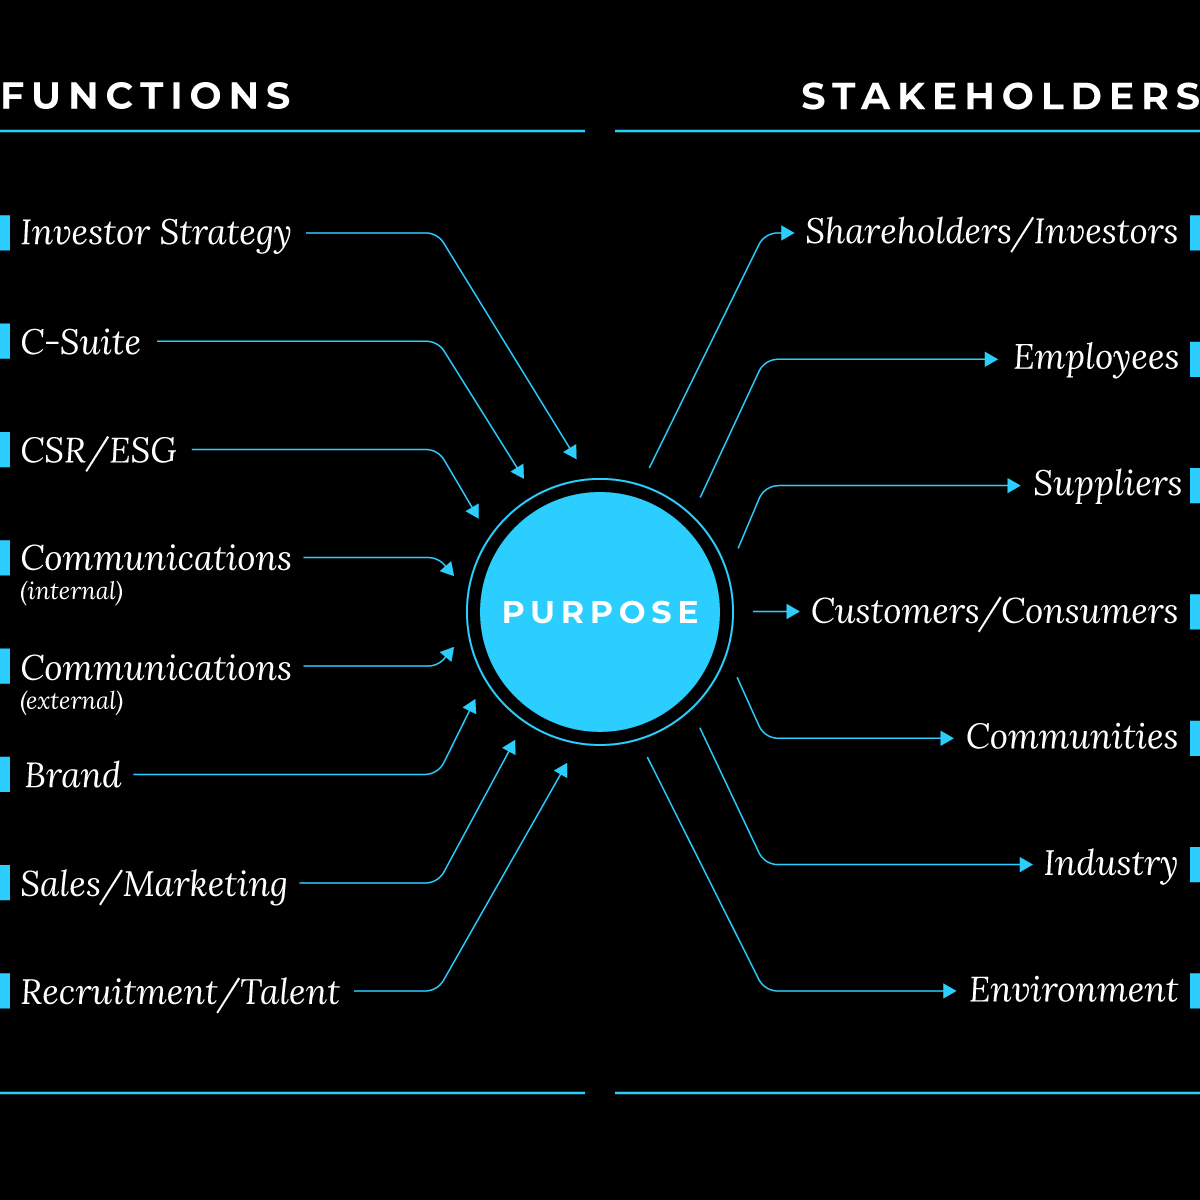 FUNCTIONS
STAKEHOLDERS
Investor Strategy
C-Suite
CSR/ESG
Communications
(internal)
Communications
(external)
Brand
Sales/Marketing
Recruitment/Talent
PURPOSE
Shareholders/Investors
Employees
Suppliers
Customers/Consumers
Communities
Industry
Environment